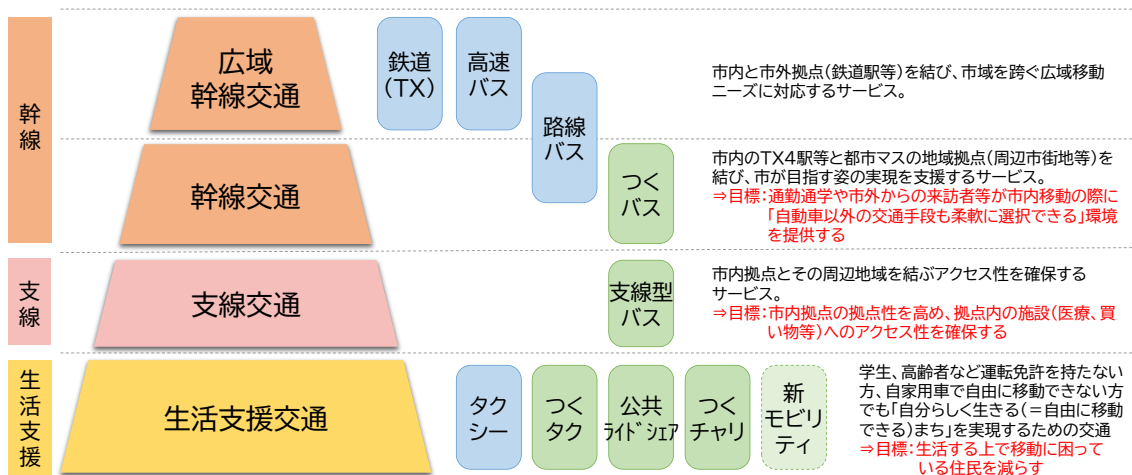 幹線
広域
幹線交通
鉄道
(TX)
高速
バス
路線
バス
市内と市外拠点(鉄道駅等)を結び、市域を跨ぐ広域移動
ニーズに対応するサービス。
幹線交通
つく
バス
市内のTX4駅等と都市マスの地域拠点(周辺市街地等)を
結び、市が目指す姿の実現を支援するサービス。
⇒目標:通勤通学や市外からの来訪者等が市内移動の際に
「自動車以外の交通手段も柔軟に選択できる」環境
を提供する
支線
支線交通
支線型
バス
市内拠点とその周辺地域を結ぶアクセス性を確保する
サービス。
⇒目標:市内拠点の拠点性を高め、拠点内の施設(医療、買
い物等)へのアクセス性を確保する
生活支援
生活支援交通
タク
シー
つく
タク
公共
ﾗｲﾄﾞｼｪｱ
つく
チャリ
新
モビリ
ティ
学生、高齢者など運転免許を持たない
方、自家用車で自由に移動できない方
でも「自分らしく生きる(=自由に移動
できる)まち」を実現するための交通
⇒目標:生活する上で移動に困って
いる住民を減らす